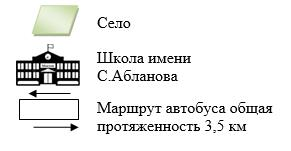 Село
Школа имени
С.Абланова
Маршрут автобуса общая
протяженность 3,5 км